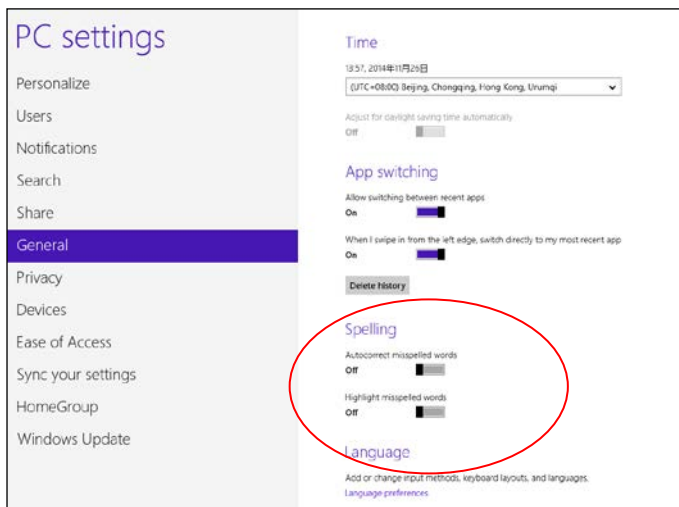 PC settings
Personalize
Users
Notifications
Search
Share
General
Privacy
Devices
Ease of Access
Sync your settings
HomeGroup
Windows Update
Time
13:57, 2014年11月26日
(UTC+08:00) Beijing, Chongqing, Hong Kong, Urumqi
Adjust for daylight saving time automatically
Off
App switching
Allow switching between recent apps
On
When I swipe in from the left edge, switch directly to my most recent app
On
Delete history
Spelling
Autocorrect misspelled words
Off
Highlight misspelled words
Off
Language
Add or change input methods, keyboard layouts, and languages.
Language preferences